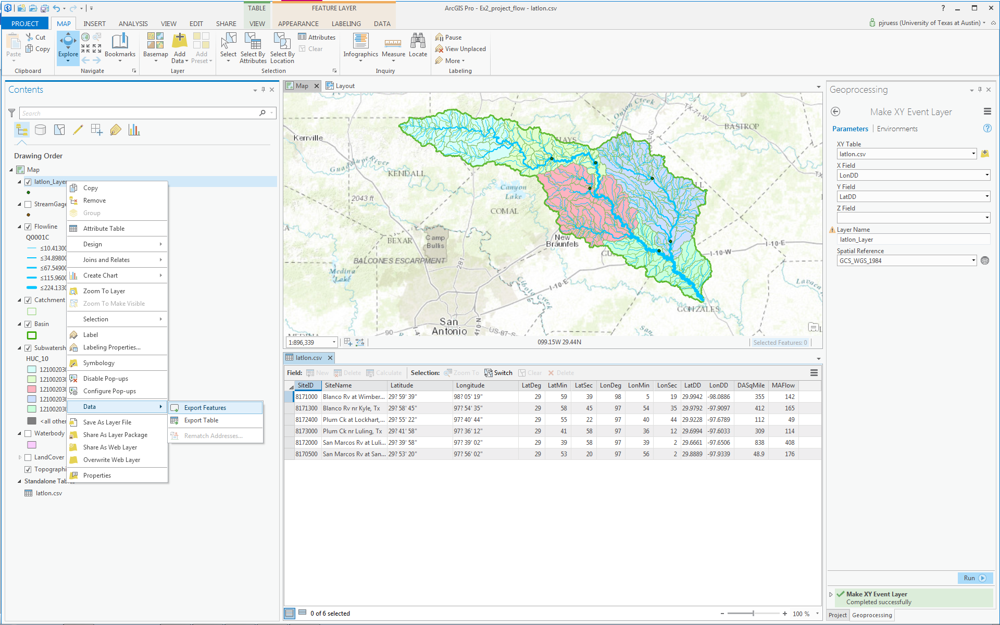 TABLE
FEATURE LAYER
ArcGIS Pro - Ex2_project_flow - latlon.csv
PROJECT
MAP
INSERT
ANALYSIS
VIEW
EDIT
SHARE
VIEW
APPEARANCE
LABELING
DATA
pjruess (University of Texas at Austin)
Paste
Cut
Copy
Clipboard
Explore
Bookmarks
Navigate
Basemap
Add Data
Add Preset
Layer
Select
Select By Attributes
Select By Location
Attributes
Clear
Selection
Infographics
Measure
Locate
Inquiry
Pause
View Unplaced
More
Labeling
Contents
Search
Drawing Order
Map
latlon_Layer
StreamGage
Flowline
Q0001C
≤10.41300
≤34.89800
≤67.54900
≤115.9600
≤224.1330
Catchment
Basin
Subwatersh
HUC_10
121002030
121002030
121002030
121002030
121002030
<all other
Waterbody
LandCover
Topographi
Standalone Tables
latlon.csv
Copy
Remove
Group
Attribute Table
Design
Joins and Relates
Create Chart
Zoom To Layer
Zoom To Make Visible
Selection
Label
Labeling Properties...
Symbology
Disable Pop-ups
Configure Pop-ups
Data
Save As Layer File
Share As Layer Package
Share As Web Layer
Overwrite Web Layer
Properties
Export Features
Export Table
Rematch Addresses...
Map
Layout
Kerrville
Guadalupe River
KENDALL
2043 ft
Canyon Lake
COMAL
HAYS
Onion Creek
TX-71-W
BASTROP
BEXAR
Camp Bullis
BALCONES ESCARPMENT
281
Medina Lake
New Braunfels
I-10-E
I-10-W
I-10-E
Cibolo Creek
Lavaca
GONZALES
San Antonio
410-N
US-87-S
90
San
1:896,339
099.15W 29.44N
Selected Features: 0
latlon.csv
Field: New Delete Calculate Selection: Zoom To Switch Clear Delete
SiteID SiteName Latitude Longitude LatDeg LatMin LatSec LonDeg LonMin LonSec LatDD LonDD DASqMile MAFlow
8171000 Blanco Rv at Wimber... 29? 59' 39" 98? 05' 19" 29 59 39 98 5 19 29.9942 -98.0886 355 142
8171300 Blanco Rv nr Kyle, Tx 29? 58' 45" 97? 54' 35" 29 58 45 97 54 35 29.9792 -97.9097 412 165
8172400 Plum Ck at Lockhart,... 29? 55' 22" 97? 40' 44" 29 55 22 97 40 44 29.9228 -97.6789 112 49
8173000 Plum Ck nr Luling, Tx 29? 41' 58" 97? 36' 12" 29 41 58 97 36 12 29.6994 -97.6033 309 114
8172000 San Marcos Rv at Luli... 29? 39' 58" 97? 39' 02" 29 39 58 97 39 2 29.6661 -97.6506 838 408
8170500 San Marcos Rv at San... 29? 53' 20" 97? 56' 02" 29 53 20 97 56 2 29.8889 -97.9339 48.9 176
0 of 6 selected
100 %
Geoprocessing
Make XY Event Layer
Parameters
Environments
XY Table
latlon.csv
X Field
LonDD
Y Field
LatDD
Z Field
Layer Name
latlon_Layer
Spatial Reference
GCS_WGS_1984
Run
Make XY Event Layer
Completed successfully
Project
Geoprocessing